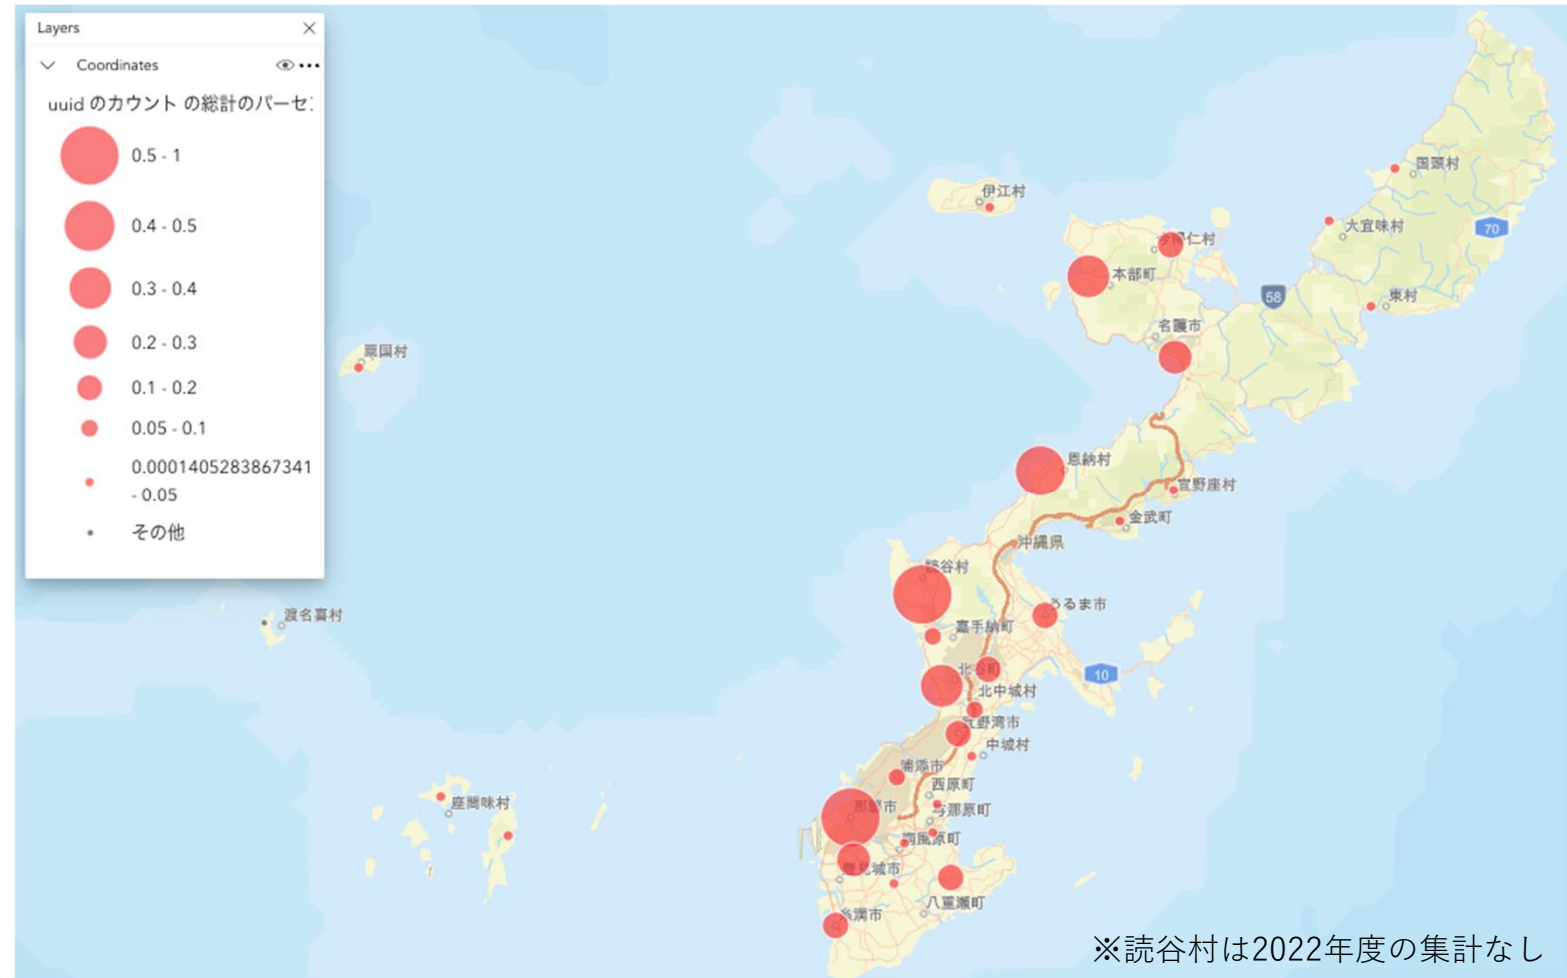 Layers
Coordinates
uuid のカウント の総計のパーセ
0.5 - 1
0.4 - 0.5
0.3 - 0.4
0.2 - 0.3
0.1 - 0.2
0.05 - 0.1
0.0001405283867341
- 0.05
その他
国頭村
伊江村
大宜味村
70
今帰仁村
本部町
58
東村
名護市
粟国村
恩納村
宜野座村
金武町
沖縄県
読谷村
うるま市
渡名喜村
嘉手納町
北谷町
10
北中城村
宜野湾市
中城村
浦添市
西原町
座間味村
那覇市
与那原町
南風原町
豊見城市
八重瀬町
糸満市
※読谷村は2022年度の集計なし